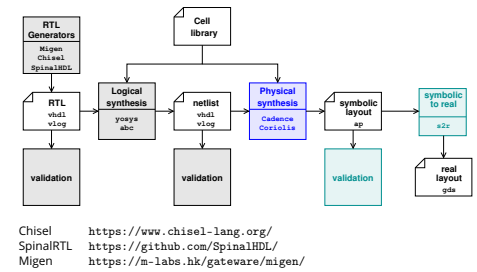 RTL
Generators
Migen
Chisel
SpinalHDL
Cell
library
RTL
vhdl
vlog
Logical
synthesis
yosys
abc
netlist
vhdl
vlog
Physical
synthesis
Cadence
Coriolis
symbolic
layout
ap
symbolic
to real
s2r
validation
validation
validation
real
layout
gds
Chisel https://www.chisel-lang.org/
SpinalRTL https://github.com/SpinalHDL/
Migen https://m-labs.hk/gateware/migen/